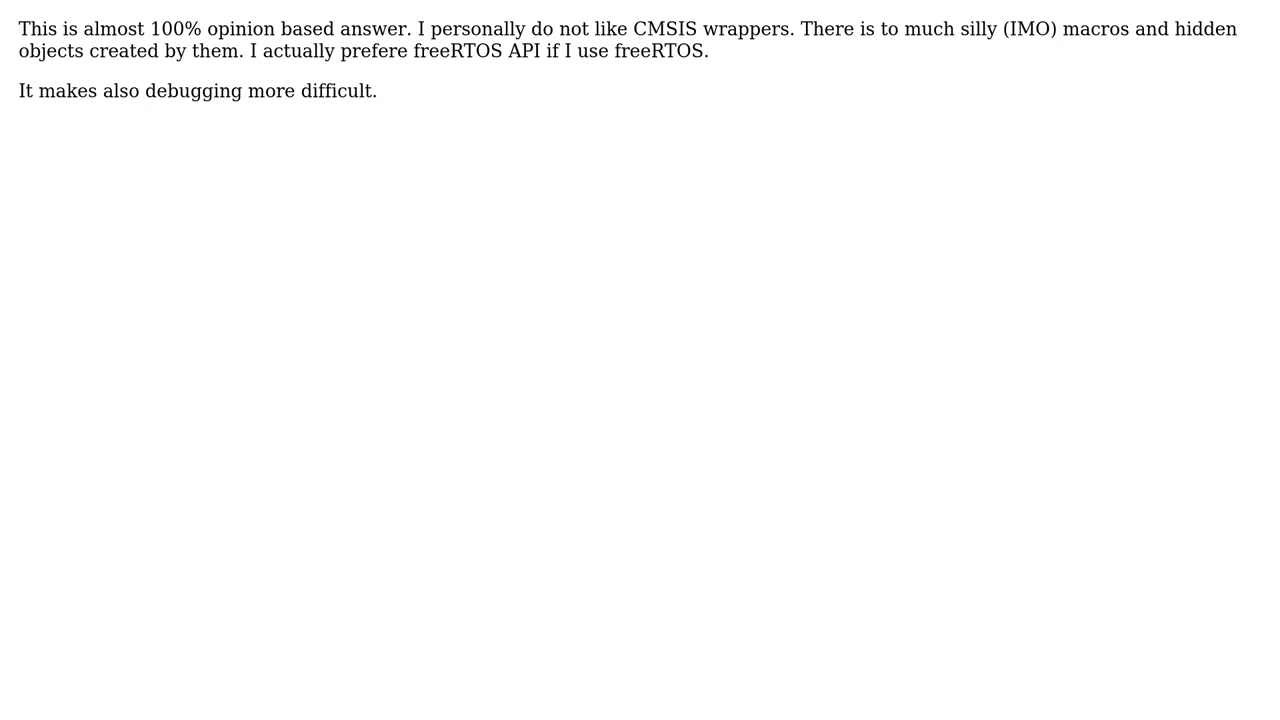 This is almost 100% opinion based answer. I personally do not like CMSIS wrappers. There is to much silly (IMO) macros and hidden
objects created by them. I actually prefere freeRTOS API if I use freeRTOS.
It makes also debugging more difficult.